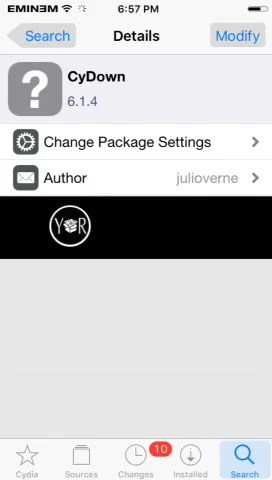 EMINƎM 6:57 PM
Search Details Modify
CyDown
6.1.4
Change Package Settings
Author julioverne
Y R
10
Cydia Sources Changes Installed Search